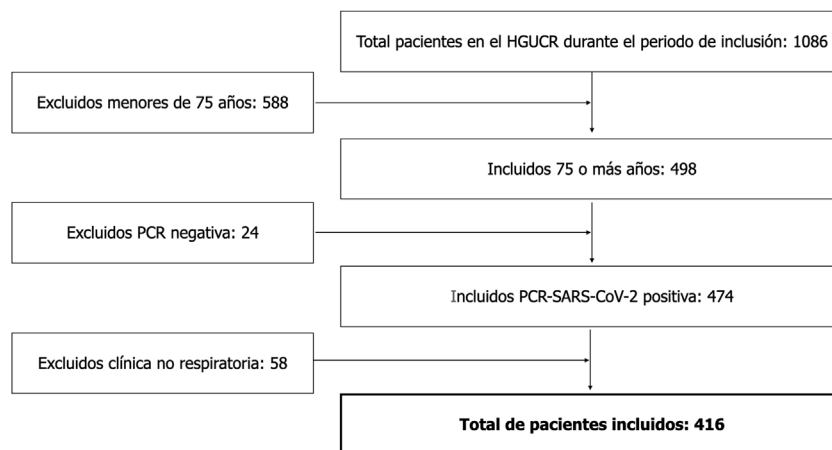 Total pacientes en el HGUCR durante el periodo de inclusión: 1086
Excluidos menores de 75 años: 588
Incluidos 75 o más años: 498
Excluidos PCR negativa: 24
Incluidos PCR-SARS-CoV-2 positiva: 474
Excluidos clínica no respiratoria: 58
Total de pacientes incluidos: 416